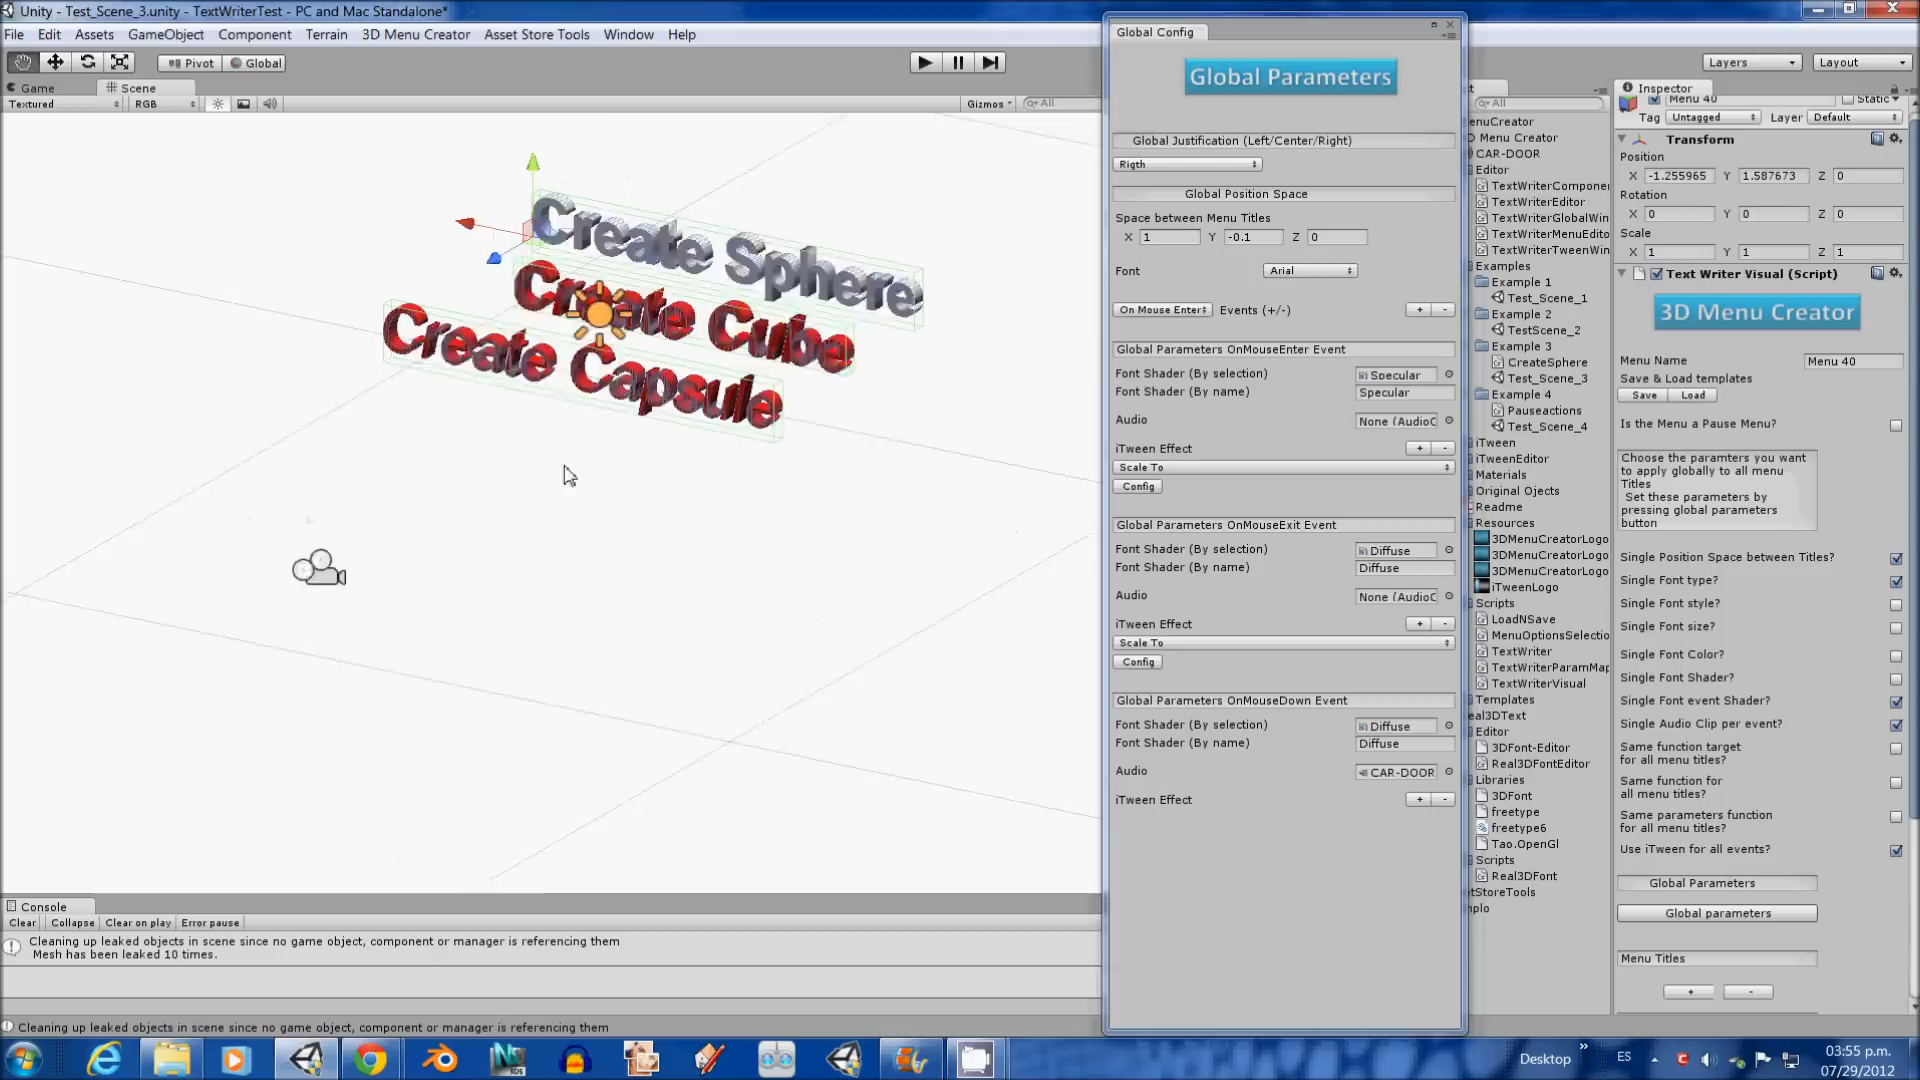 Unity - Test_Scene_3.unity - TextWriterTest - PC and Mac Standalone*
File Edit Assets GameObject Component Terrain 3D Menu Creator Asset Store Tools Window Help
Pivot Global
Layers Layout
Game Scene
Textured RGB Gizmos All
Create Sphere
Create Cube
Create Capsule
Global Config
Global Parameters
Global Justification (Left/Center/Right)
Rigth
Global Position Space
Space between Menu Titles
X 1 Y -0.1 Z 0
Font Arial
On Mouse Enter Events (+/-) + -
Global Parameters OnMouseEnter Event
Font Shader (By selection) Specular
Font Shader (By name) Specular
Audio None (AudioC
iTween Effect + -
Scale To
Config
Global Parameters OnMouseExit Event
Font Shader (By selection) Diffuse
Font Shader (By name) Diffuse
Audio None (AudioC
iTween Effect + -
Scale To
Config
Global Parameters OnMouseDown Event
Font Shader (By selection) Diffuse
Font Shader (By name) Diffuse
Audio CAR-DOOR
iTween Effect + -
t
All
enuCreator
D Menu Creator
CAR-DOOR
Editor
TextWriterComponer
TextWriterEditor
TextWriterGlobalWin
TextWriterMenuEdito
TextWriterTweenWin
Examples
Example 1
Test_Scene_1
Example 2
TestScene_2
Example 3
CreateSphere
Test_Scene_3
Example 4
Pauseactions
Test_Scene_4
iTween
iTweenEditor
Materials
Original Ojects
Readme
Resources
3DMenuCreatorLogo
3DMenuCreatorLogo
3DMenuCreatorLogo
iTweenLogo
Scripts
LoadNSave
MenuOptionsSelectio
TextWriter
TextWriterParamMap
TextWriterVisual
Templates
eal3DText
Editor
3DFont-Editor
Real3DFontEditor
Libraries
3DFont
freetype
freetype6
Tao.OpenGl
Scripts
Real3DFont
etStoreTools
nplo
Inspector
Menu 40 Static
Tag Untagged Layer Default
Transform
Position
X -1.255965 Y 1.587673 Z 0
Rotation
X 0 Y 0 Z 0
Scale
X 1 Y 1 Z 1
Text Writer Visual (Script)
3D Menu Creator
Menu Name Menu 40
Save & Load templates
Save Load
Is the Menu a Pause Menu?
Choose the paramters you want
to apply globally to all menu
Titles
Set these parameters by
pressing global parameters
button
Single Position Space between Titles?
Single Font type?
Single Font style?
Single Font size?
Single Font Color?
Single Font Shader?
Single Font event Shader?
Single Audio Clip per event?
Same function target
for all menu titles?
Same function for
all menu titles?
Same parameters function
for all menu titles?
Use iTween for all events?
Global Parameters
Global parameters
Menu Titles
+ -
Console
Clear Collapse Clear on play Error pause
Cleaning up leaked objects in scene since no game object, component or manager is referencing them
Mesh has been leaked 10 times.
Cleaning up leaked objects in scene since no game object, component or manager is referencing them
Desktop » ES 03:55 p.m.
07/29/2012